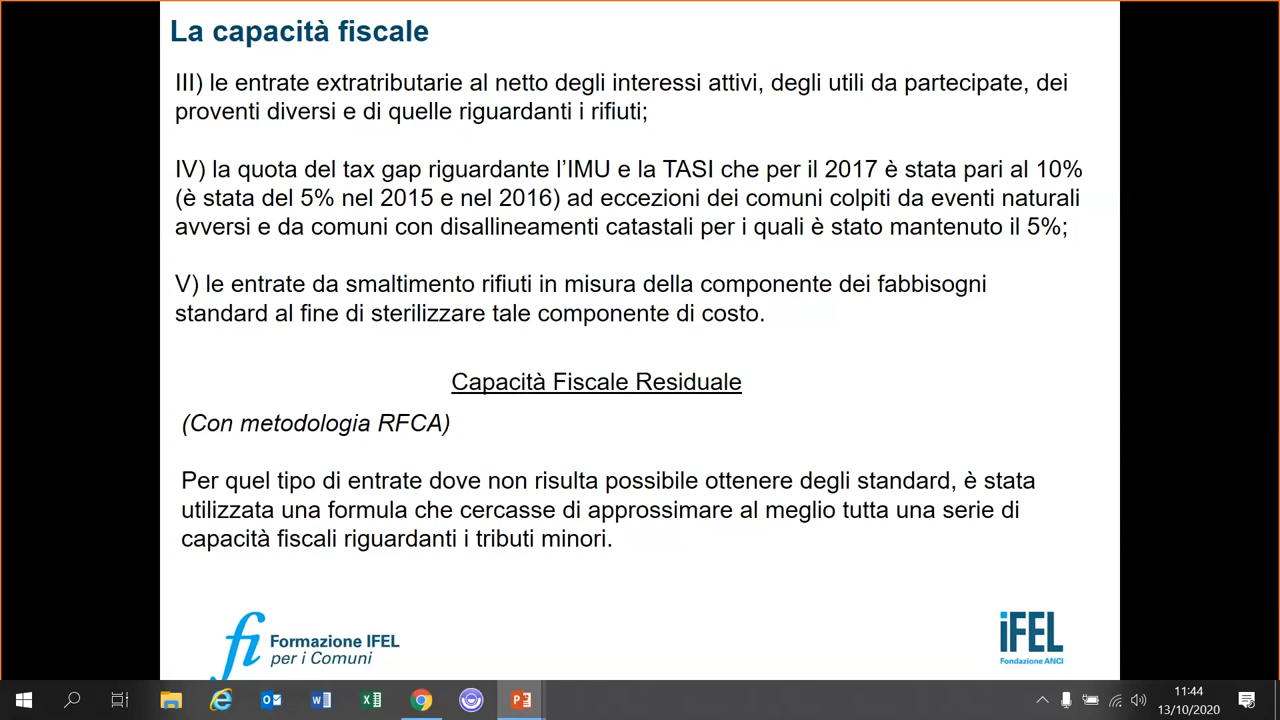 La capacità fiscale
III) le entrate extratributarie al netto degli interessi attivi, degli utili da partecipate, dei
proventi diversi e di quelle riguardanti i rifiuti;
IV) la quota del tax gap riguardante l’IMU e la TASI che per il 2017 è stata pari al 10%
(è stata del 5% nel 2015 e nel 2016) ad eccezioni dei comuni colpiti da eventi naturali
avversi e da comuni con disallineamenti catastali per i quali è stato mantenuto il 5%;
V) le entrate da smaltimento rifiuti in misura della componente dei fabbisogni
standard al fine di sterilizzare tale componente di costo.
Capacità Fiscale Residuale
(Con metodologia RFCA)
Per quel tipo di entrate dove non risulta possibile ottenere degli standard, è stata
utilizzata una formula che cercasse di approssimare al meglio tutta una serie di
capacità fiscali riguardanti i tributi minori.
fi
Formazione IFEL
per i Comuni
iFEL
Fondazione ANCI
11:44
13/10/2020